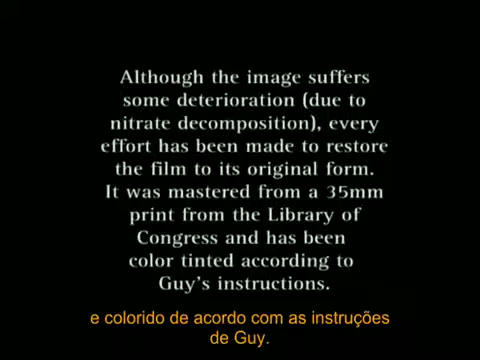 Although the image suffers
some deterioration (due to
nitrate decomposition), every
effort has been made to restore
the film to its original form.
It was mastered from a 35mm
print from the Library of
Congress and has been
color tinted according to
Guy's instructions.
e colorido de acordo com as instruções
de Guy.